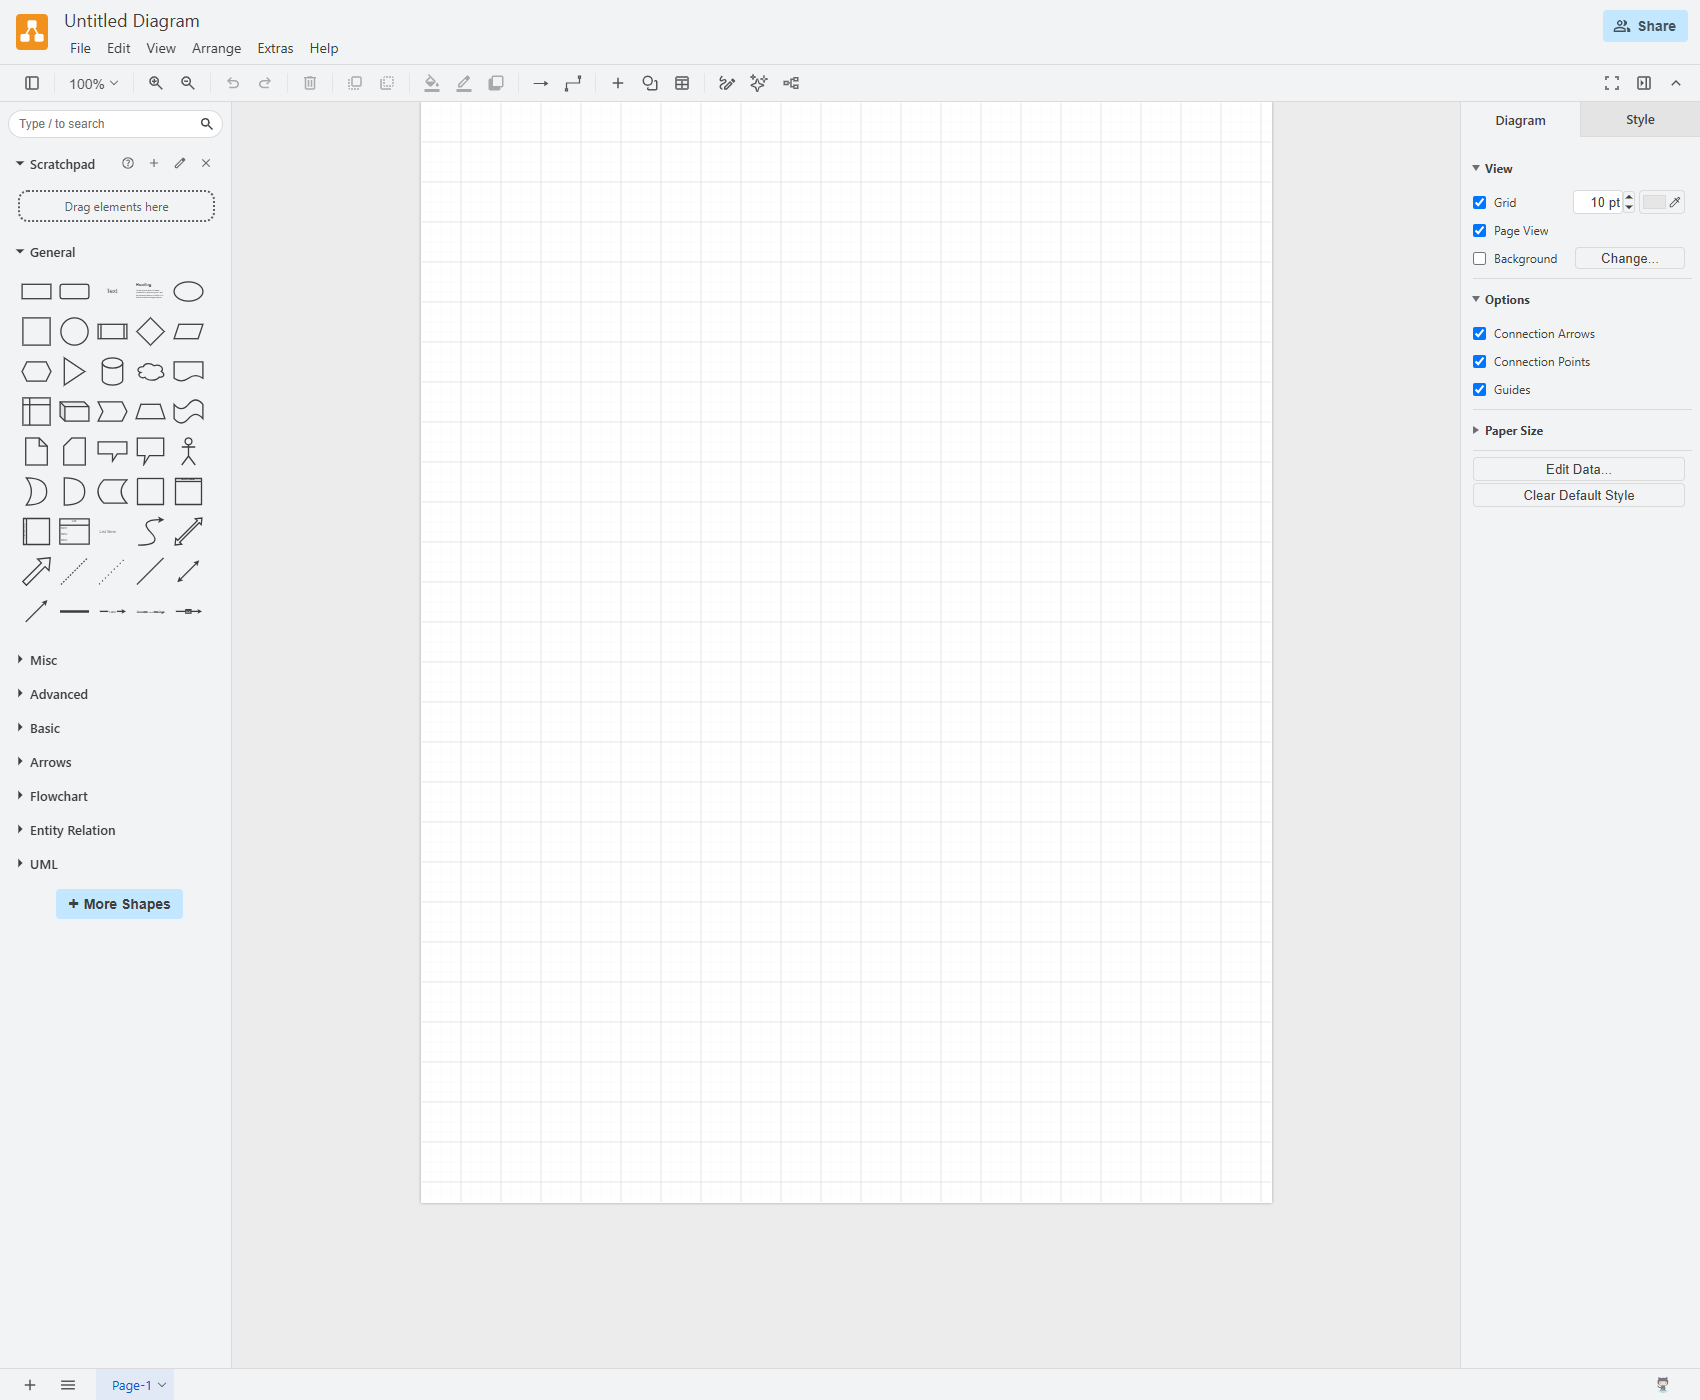 Untitled Diagram
File Edit View Arrange Extras Help
Share
100%
Type / to search
Scratchpad
Drag elements here
General
Text
Heading
Misc
Advanced
Basic
Arrows
Flowchart
Entity Relation
UML
+ More Shapes
Diagram Style
View
Grid 10 pt
Page View
Background Change...
Options
Connection Arrows
Connection Points
Guides
Paper Size
Edit Data...
Clear Default Style
Page-1